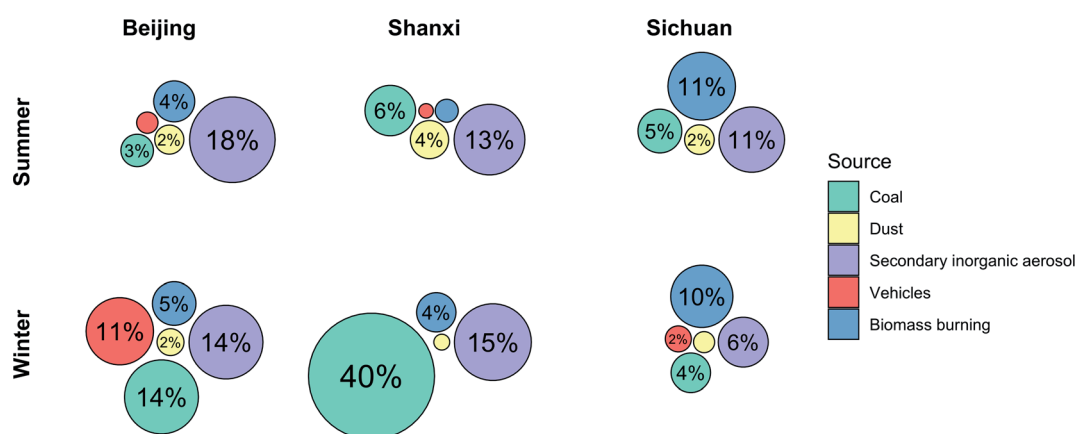 Beijing Shanxi Sichuan
Summer
4%
3%
2%
18%
6%
4%
13%
11%
5%
2%
11%
Source
Coal
Dust
Secondary inorganic aerosol
Vehicles
Biomass burning
Winter
11%
5%
2%
14%
14%
4%
15%
40%
10%
2%
6%
4%